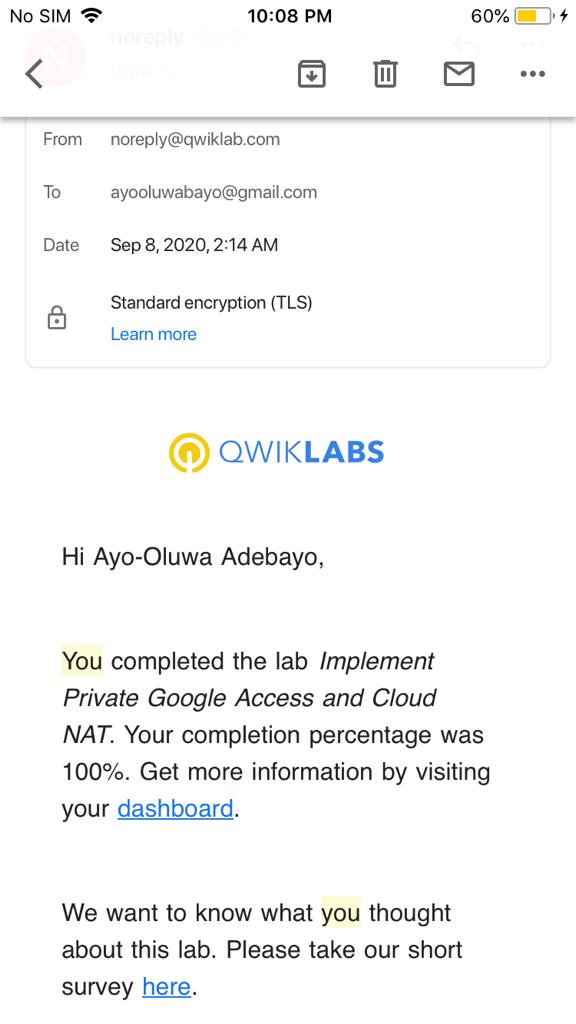 No SIM 10:08 PM 60%
noreply Sep 8
to me
From noreply@qwiklab.com
To ayooluwabayo@gmail.com
Date Sep 8, 2020, 2:14 AM
Standard encryption (TLS)
Learn more
QWIKLABS
Hi Ayo-Oluwa Adebayo,
You completed the lab Implement
Private Google Access and Cloud
NAT. Your completion percentage was
100%. Get more information by visiting
your dashboard.
We want to know what you thought
about this lab. Please take our short
survey here.